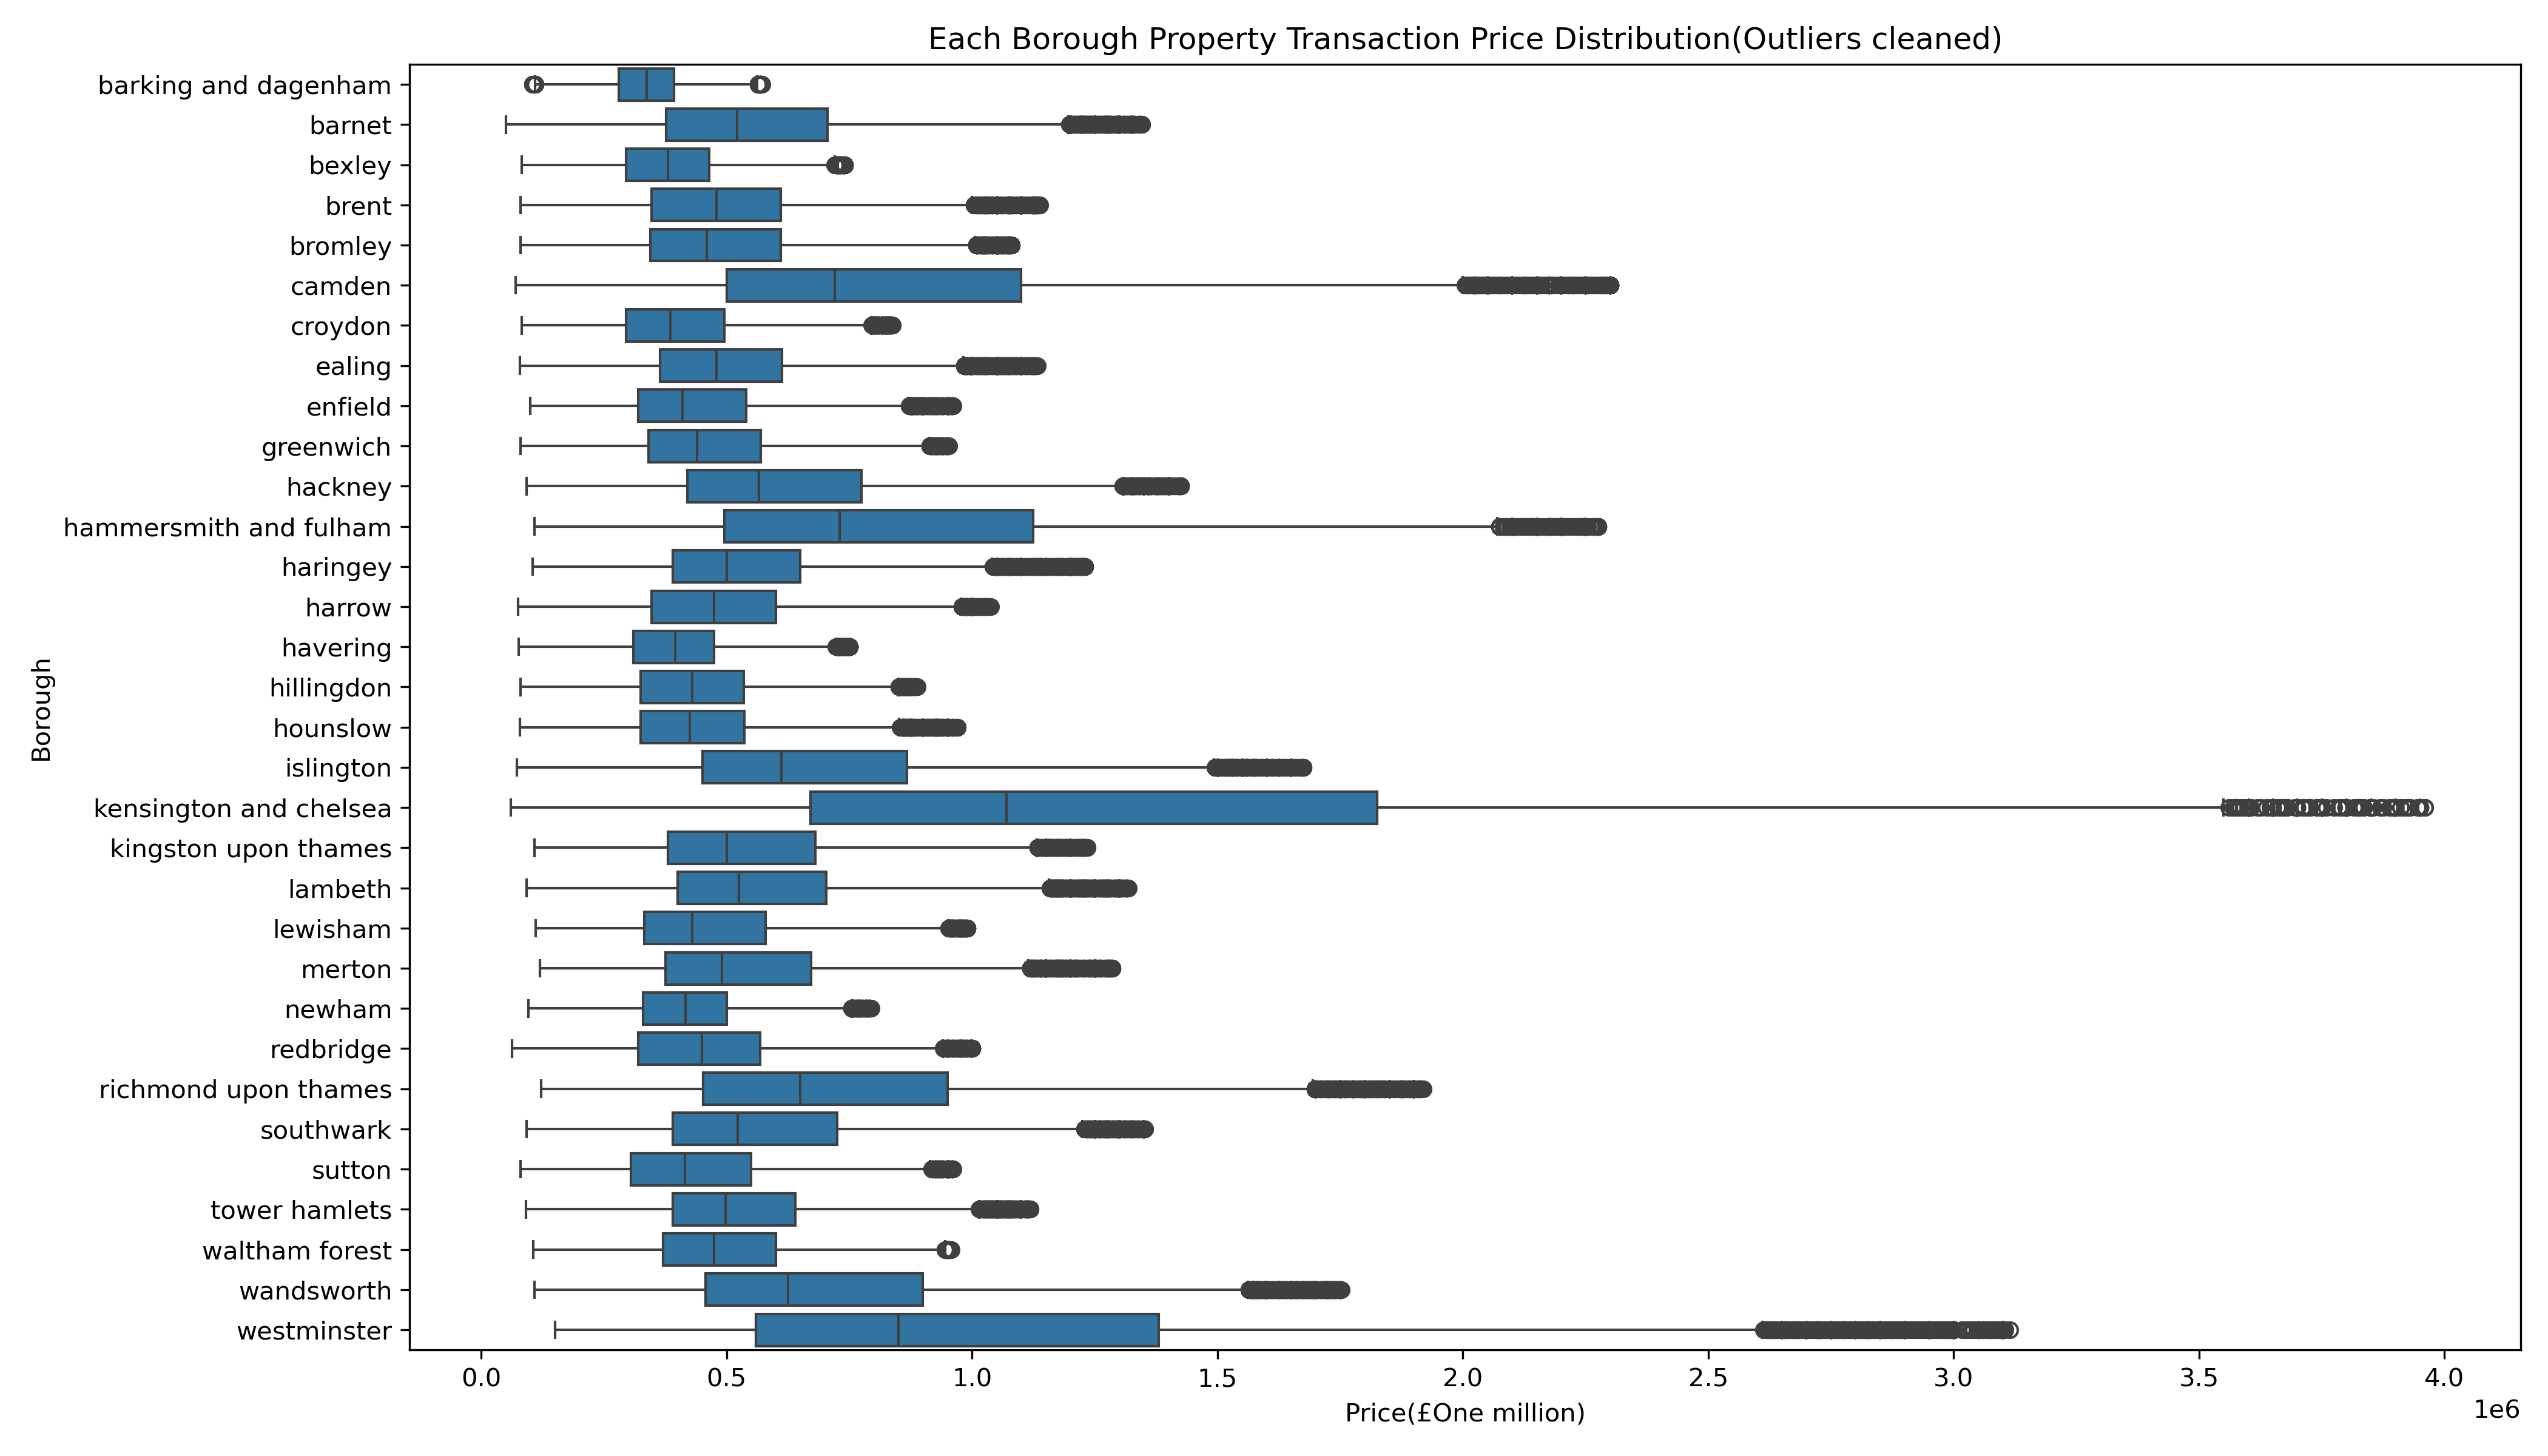 Each Borough Property Transaction Price Distribution(Outliers cleaned)
barking and dagenham
barnet
bexley
brent
bromley
camden
croydon
ealing
enfield
greenwich
hackney
hammersmith and fulham
haringey
harrow
havering
hillingdon
hounslow
islington
kensington and chelsea
kingston upon thames
lambeth
lewisham
merton
newham
redbridge
richmond upon thames
southwark
sutton
tower hamlets
waltham forest
wandsworth
westminster
Borough
0.0 0.5 1.0 1.5 2.0 2.5 3.0 3.5 4.0
1e6
Price(£One million)